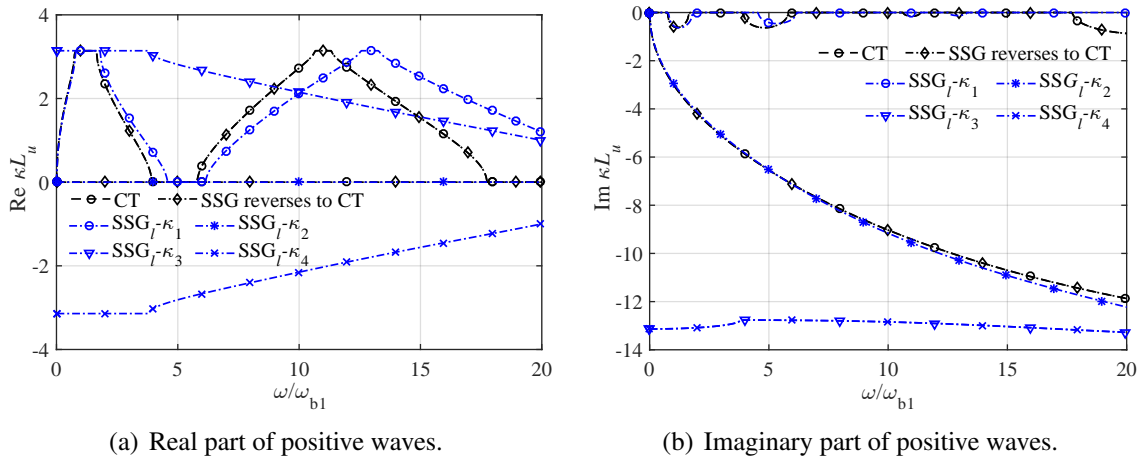 4
2
0
-2
-4
Re κL_u
CT
SSG reverses to CT
SSG_l-κ_1
SSG_l-κ_2
SSG_l-κ_3
SSG_l-κ_4
0 5 10 15 20
ω/ω_b1
(a) Real part of positive waves.
0
-2
-4
-6
-8
-10
-12
-14
Im κL_u
CT
SSG reverses to CT
SSG_l-κ_1
SSG_l-κ_2
SSG_l-κ_3
SSG_l-κ_4
0 5 10 15 20
ω/ω_b1
(b) Imaginary part of positive waves.